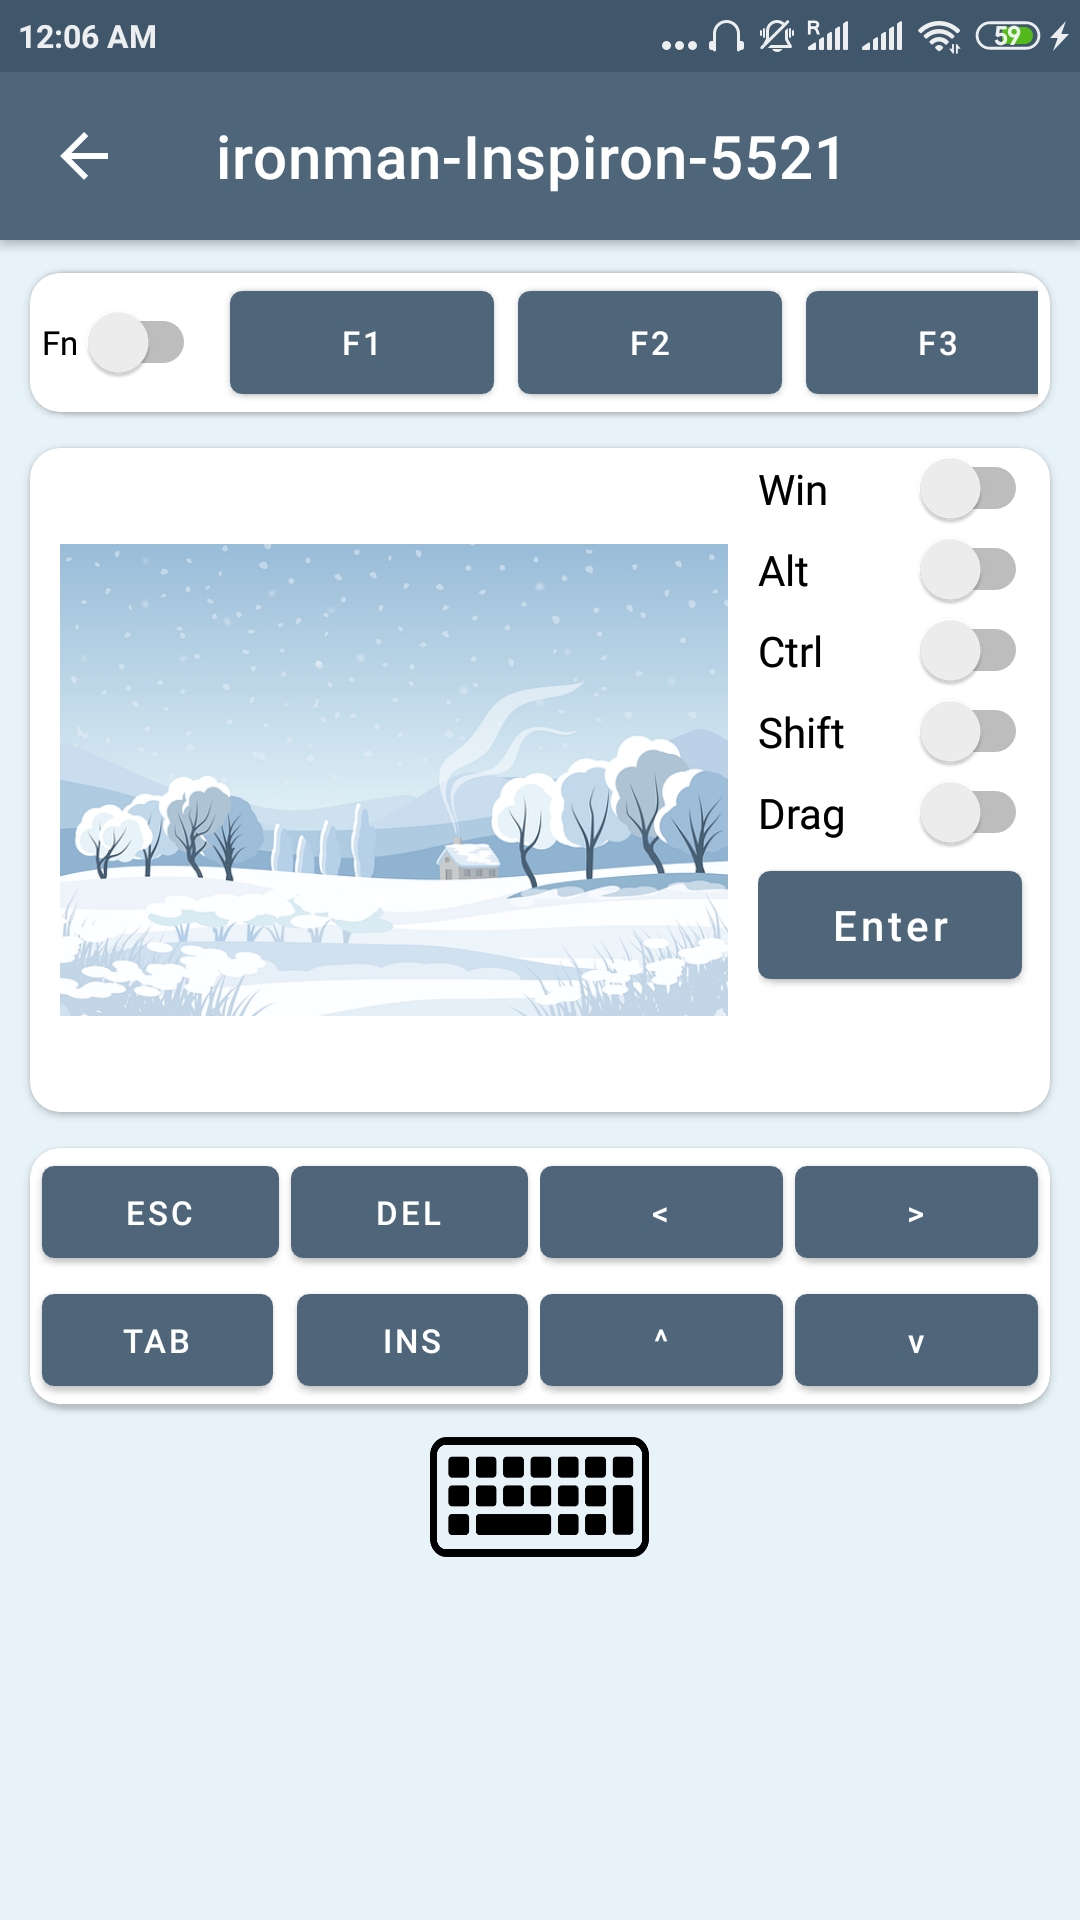 12:06 AM R 59
ironman-Inspiron-5521
Fn F1 F2 F3
Win
Alt
Ctrl
Shift
Drag
Enter
ESC DEL < >
TAB INS ^ v